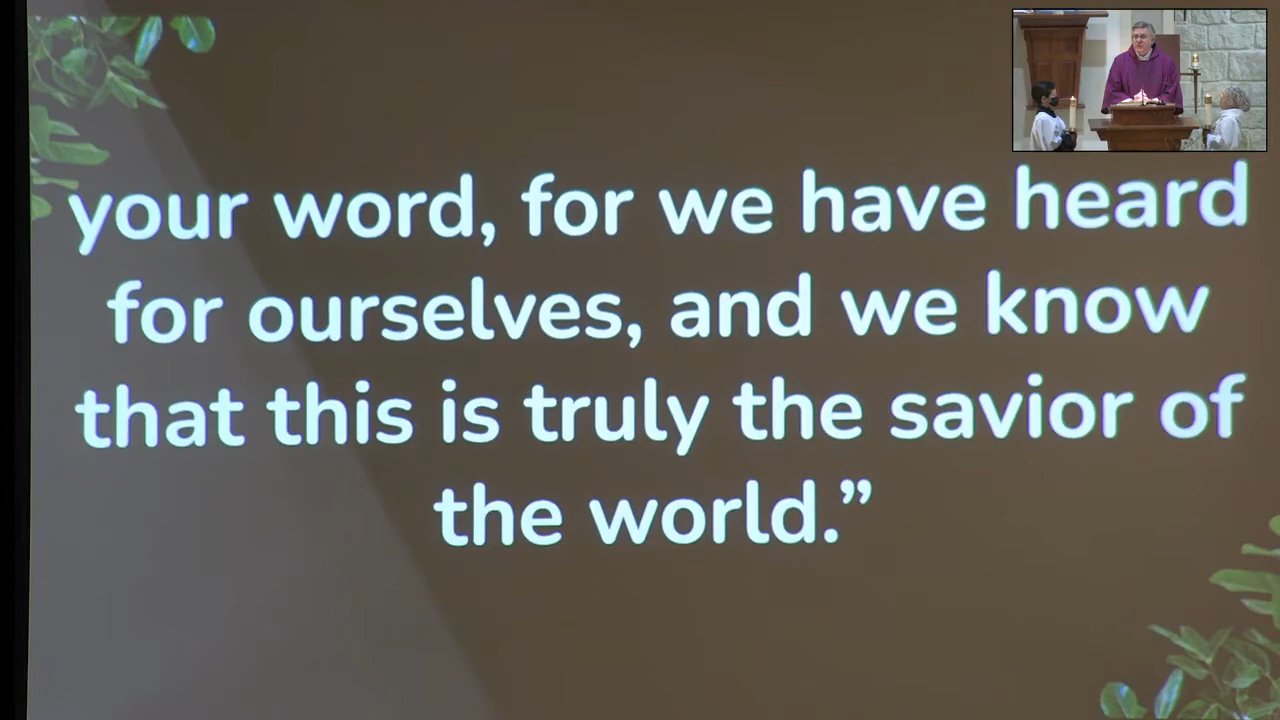 your word, for we have heard
for ourselves, and we know
that this is truly the savior of
the world.”